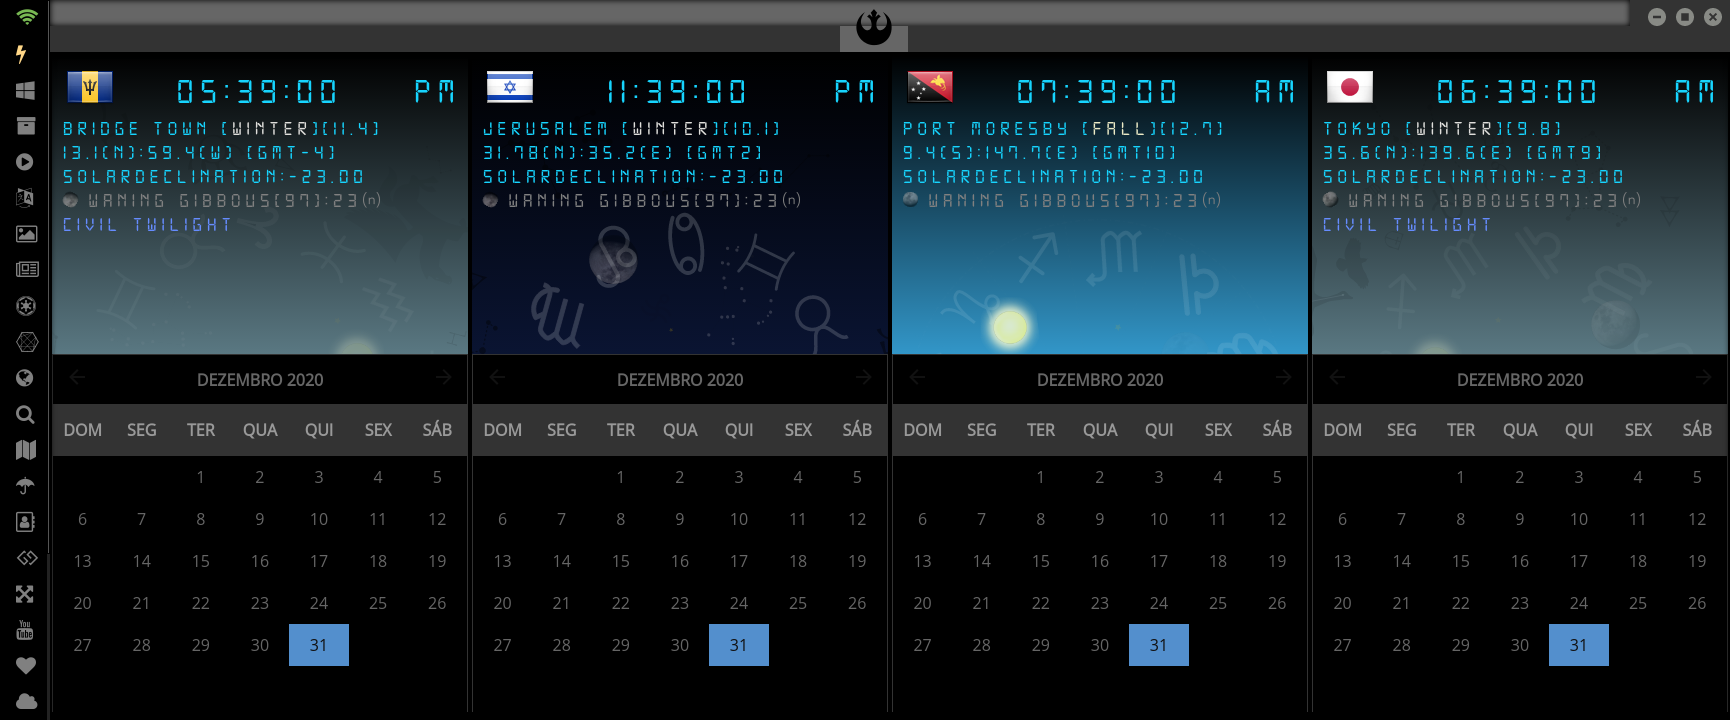 05:39:00 PM
BRIDGE TOWN [WINTER][11.4]
13.1(N):59.4(W) [GMT-4]
SOLARDECLINATION:-23.00
WANING GIBBOUS[97]:23(n)
CIVIL TWILIGHT
DEZEMBRO 2020
DOM SEG TER QUA QUI SEX SÁB
1 2 3 4 5
6 7 8 9 10 11 12
13 14 15 16 17 18 19
20 21 22 23 24 25 26
27 28 29 30 31
11:39:00 PM
JERUSALEM [WINTER][10.1]
31.78(N):35.2(E) [GMT2]
SOLARDECLINATION:-23.00
WANING GIBBOUS[97]:23(n)
DEZEMBRO 2020
DOM SEG TER QUA QUI SEX SÁB
1 2 3 4 5
6 7 8 9 10 11 12
13 14 15 16 17 18 19
20 21 22 23 24 25 26
27 28 29 30 31
07:39:00 AM
PORT MORESBY [FALL][12.7]
9.4(S):147.7(E) [GMT10]
SOLARDECLINATION:-23.00
WANING GIBBOUS[97]:23(n)
DEZEMBRO 2020
DOM SEG TER QUA QUI SEX SÁB
1 2 3 4 5
6 7 8 9 10 11 12
13 14 15 16 17 18 19
20 21 22 23 24 25 26
27 28 29 30 31
06:39:00 AM
TOKYO [WINTER][9.8]
35.6(N):139.6(E) [GMT9]
SOLARDECLINATION:-23.00
WANING GIBBOUS[97]:23(n)
CIVIL TWILIGHT
DEZEMBRO 2020
DOM SEG TER QUA QUI SEX SÁB
1 2 3 4 5
6 7 8 9 10 11 12
13 14 15 16 17 18 19
20 21 22 23 24 25 26
27 28 29 30 31
You
Tube